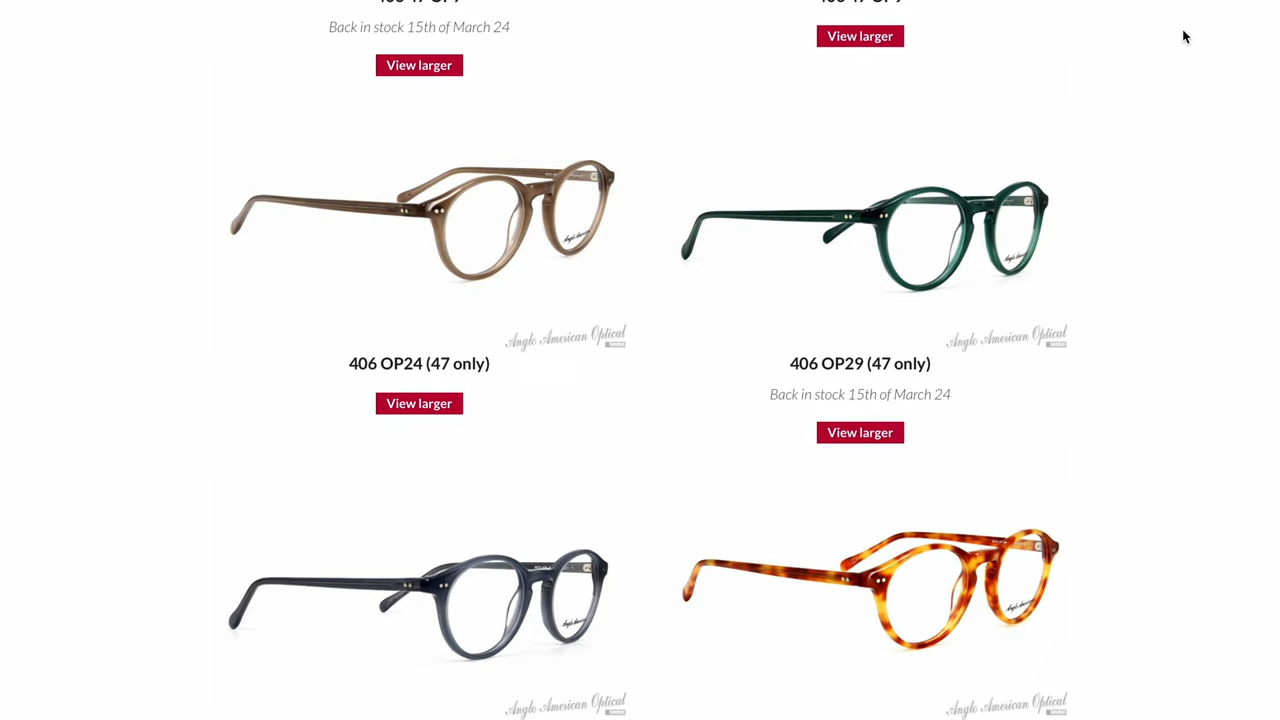 Back in stock 15th of March 24
View larger
View larger
Anglo American Optical
Anglo American Optical
406 OP24 (47 only)
406 OP29 (47 only)
View larger
Back in stock 15th of March 24
View larger
Anglo American Optical
Anglo American Optical